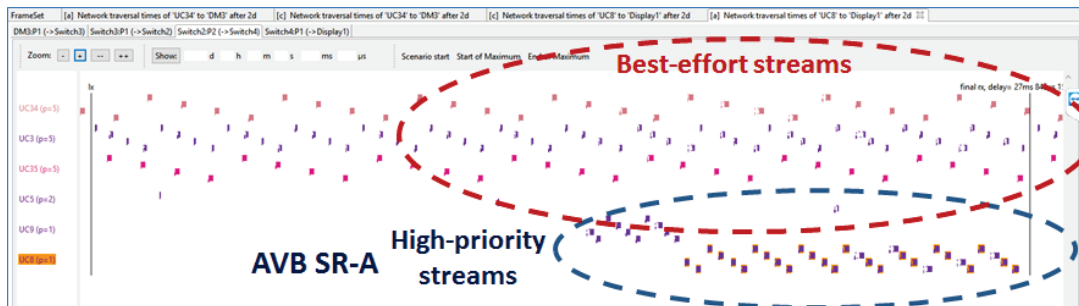 FrameSet [a] Network traversal times of 'UC34' to 'DM3' after 2d [c] Network traversal times of 'UC34' to 'DM3' after 2d [c] Network traversal times of 'UC8' to 'Display1' after 2d [a] Network traversal times of 'UC8' to 'Display1' after 2d
DM3:P1 (->Switch3) Switch3:P1 (->Switch2) Switch2:P2 (->Switch4) Switch4:P1 (->Display1)
Zoom: - + -- ++ Show: d h m s ms µs Scenario start Start of Maximum End of Maximum
Best-effort streams
final rx, delay= 27ms
UC34 (p=5)
UC3 (p=5)
UC35 (p=5)
UC5 (p=2)
UC9 (p=1)
UC8 (p=1)
AVB SR-A
High-priority
streams